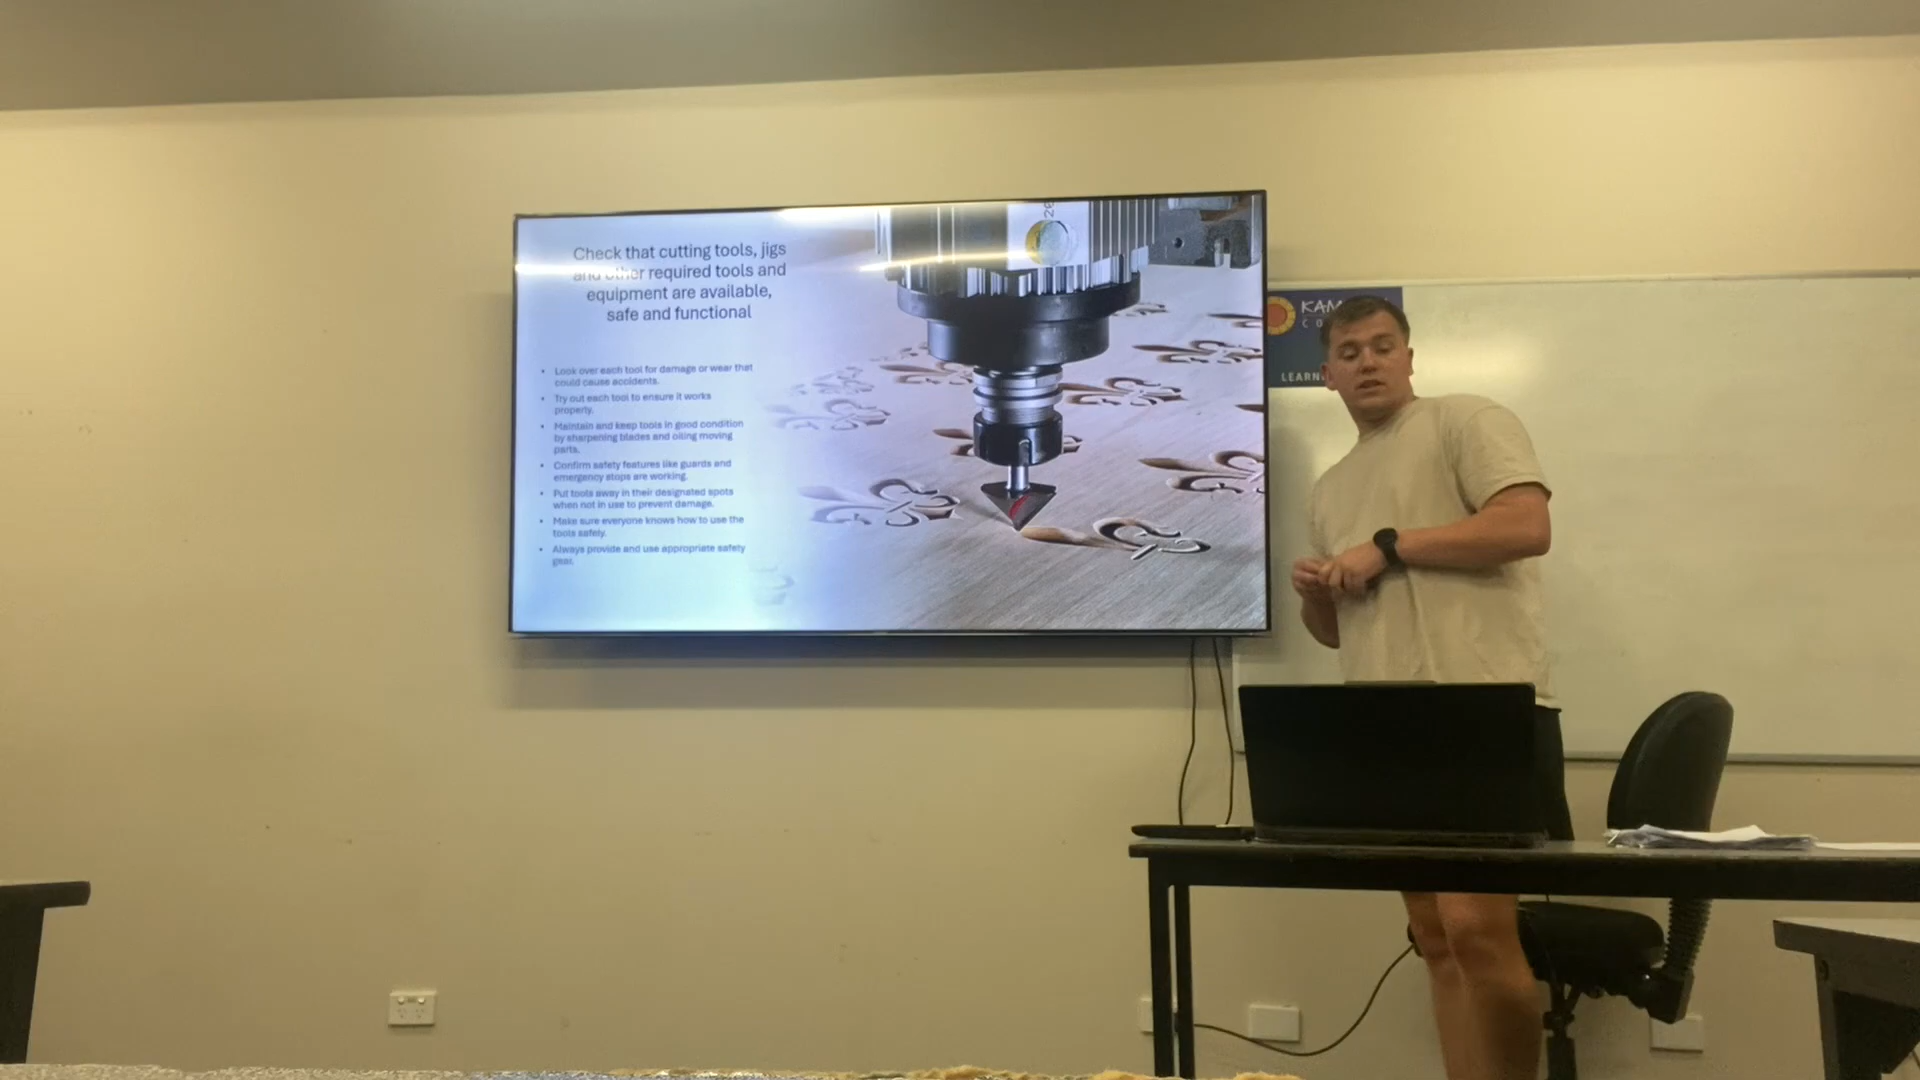 Check that cutting tools, jigs
and other required tools and
equipment are available,
safe and functional
• Look over each tool for damage or wear that
could cause accidents.
• Try out each tool to ensure it works
properly.
• Maintain and keep tools in good condition
by sharpening blades and oiling moving
parts.
• Confirm safety features like guards and
emergency stops are working.
• Put tools away in their designated spots
when not in use to prevent damage.
• Make sure everyone knows how to use the
tools safely.
• Always provide and use appropriate safety
gear.
20
KAM
CO
LEARN